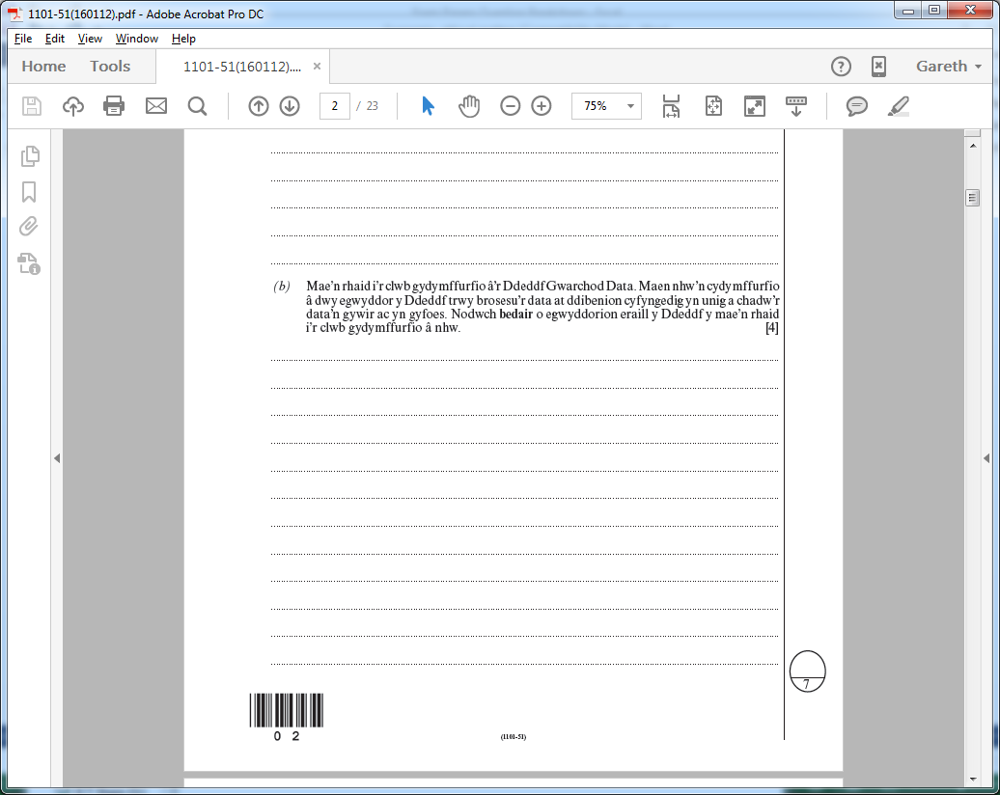 1101-51(160112).pdf - Adobe Acrobat Pro DC
File Edit View Window Help
Home Tools 1101-51(160112).... × Gareth
2 / 23 75%
(b) Mae'n rhaid i'r clwb gydymffurfio â'r Ddeddf Gwarchod Data. Maen nhw'n cydymffurfio
â dwy egwyddor y Ddeddf trwy brosesu'r data at ddibenion cyfyngedig yn unig a chadw'r
data'n gywir ac yn gyfoes. Nodwch bedair o egwyddorion eraill y Ddeddf y mae'n rhaid
i'r clwb gydymffurfio â nhw. [4]
7
0 2
(1101-51)